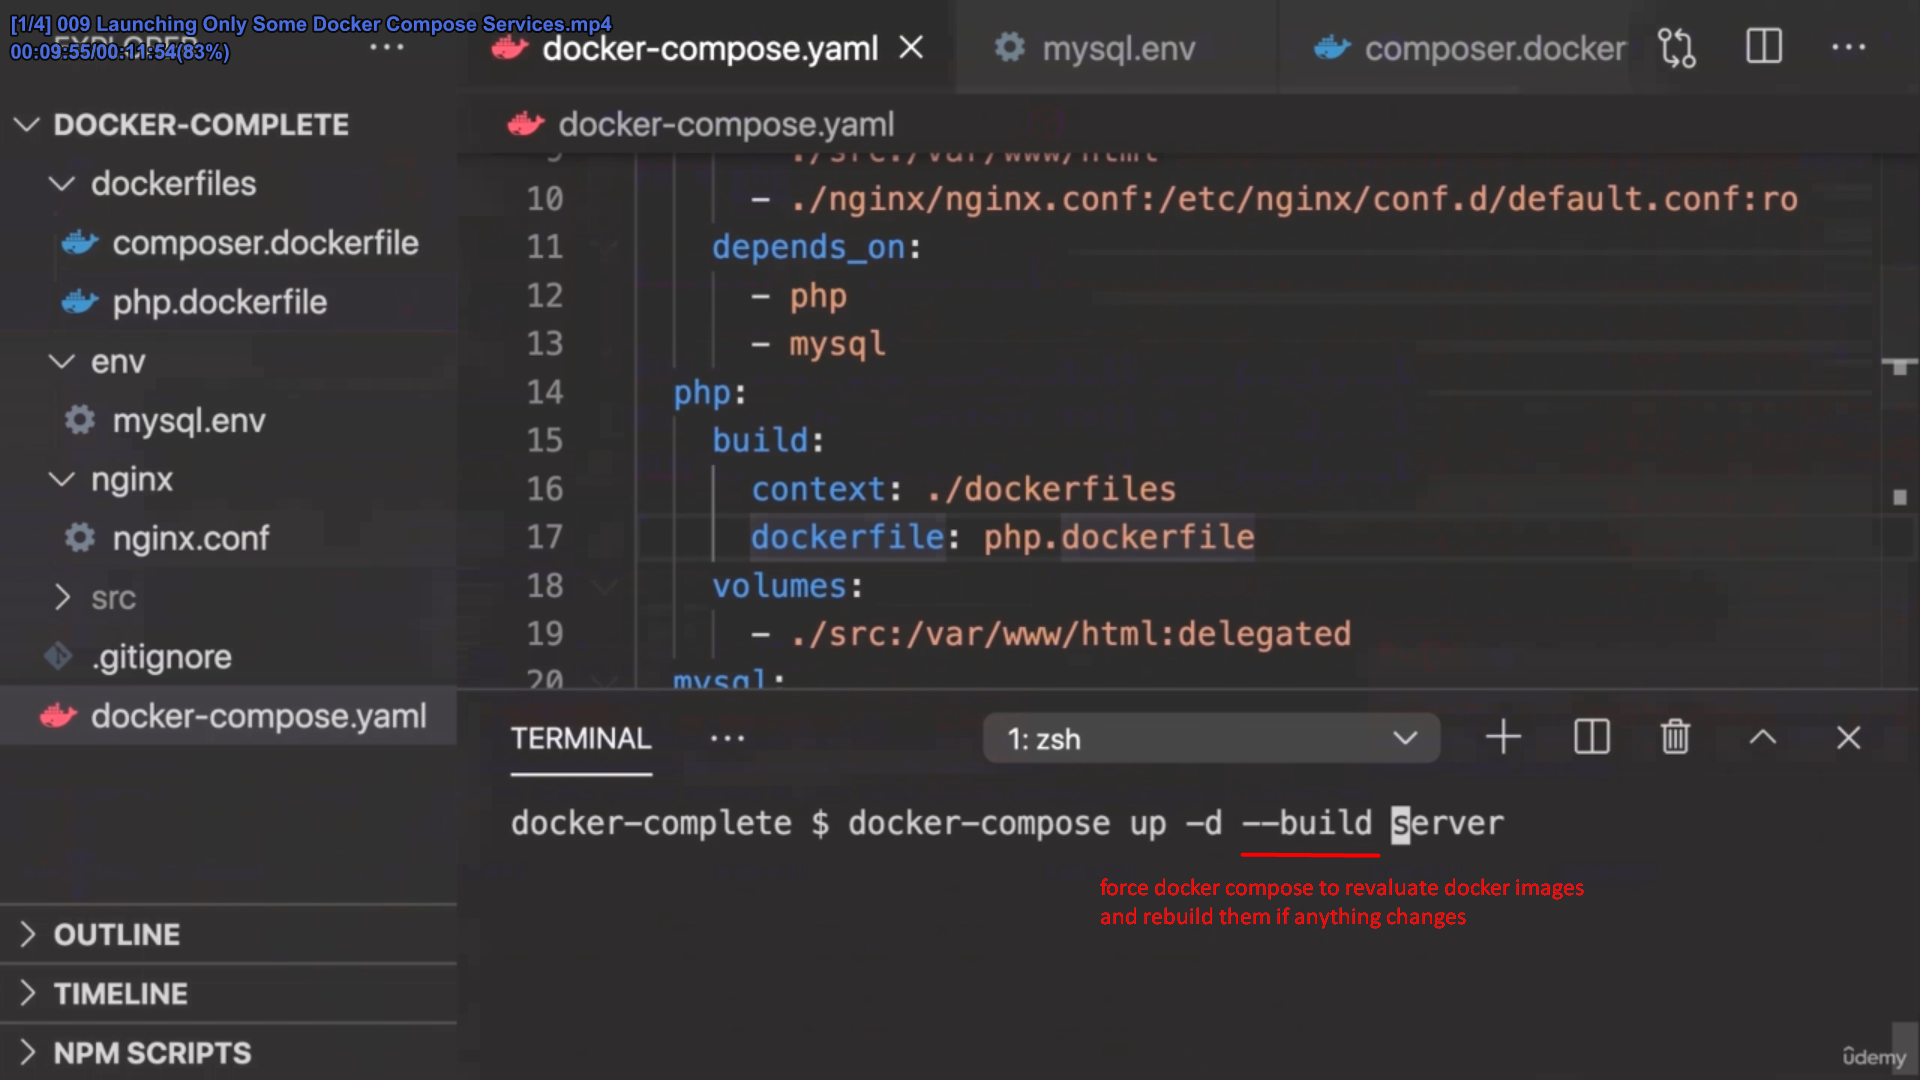 [1/4] 009 Launching Only Some Docker Compose Services.mp4
00:09:55/00:11:54(83%)
EXPLORER
docker-compose.yaml
mysql.env
composer.docker
DOCKER-COMPLETE
dockerfiles
composer.dockerfile
php.dockerfile
env
mysql.env
nginx
nginx.conf
src
.gitignore
docker-compose.yaml
OUTLINE
TIMELINE
NPM SCRIPTS
docker-compose.yaml
9 - ./src:/var/www/html
10 - ./nginx/nginx.conf:/etc/nginx/conf.d/default.conf:ro
11 depends_on:
12 - php
13 - mysql
14 php:
15 build:
16 context: ./dockerfiles
17 dockerfile: php.dockerfile
18 volumes:
19 - ./src:/var/www/html:delegated
20 mysql:
TERMINAL
1: zsh
docker-complete $ docker-compose up -d --build server
force docker compose to revaluate docker images
and rebuild them if anything changes
ûdemy